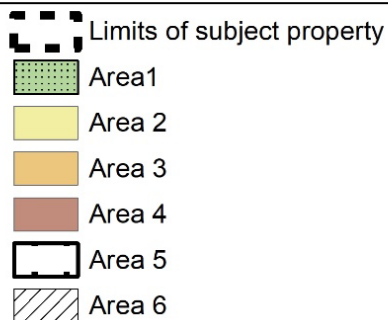 Limits of subject property
Area1
Area 2
Area 3
Area 4
Area 5
Area 6